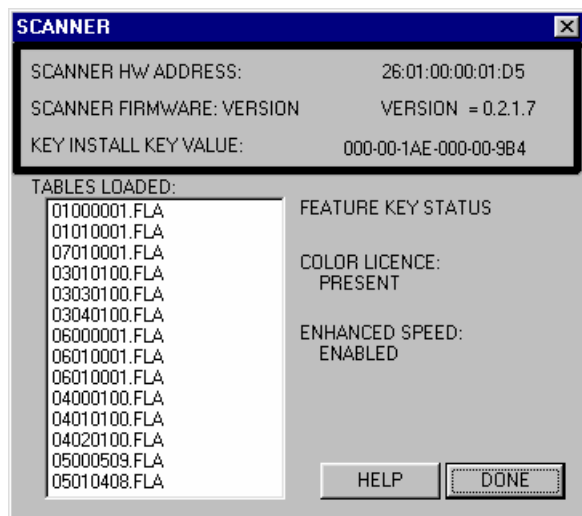 SCANNER
SCANNER HW ADDRESS: 26:01:00:00:01:D5
SCANNER FIRMWARE: VERSION VERSION = 0.2.1.7
KEY INSTALL KEY VALUE: 000-00-1AE-000-00-9B4
TABLES LOADED:
01000001.FLA
01010001.FLA
07010001.FLA
03010100.FLA
03030100.FLA
03040100.FLA
06000001.FLA
06010001.FLA
06010001.FLA
04000100.FLA
04010100.FLA
04020100.FLA
05000509.FLA
05010408.FLA
FEATURE KEY STATUS
COLOR LICENCE:
PRESENT
ENHANCED SPEED:
ENABLED
HELP DONE